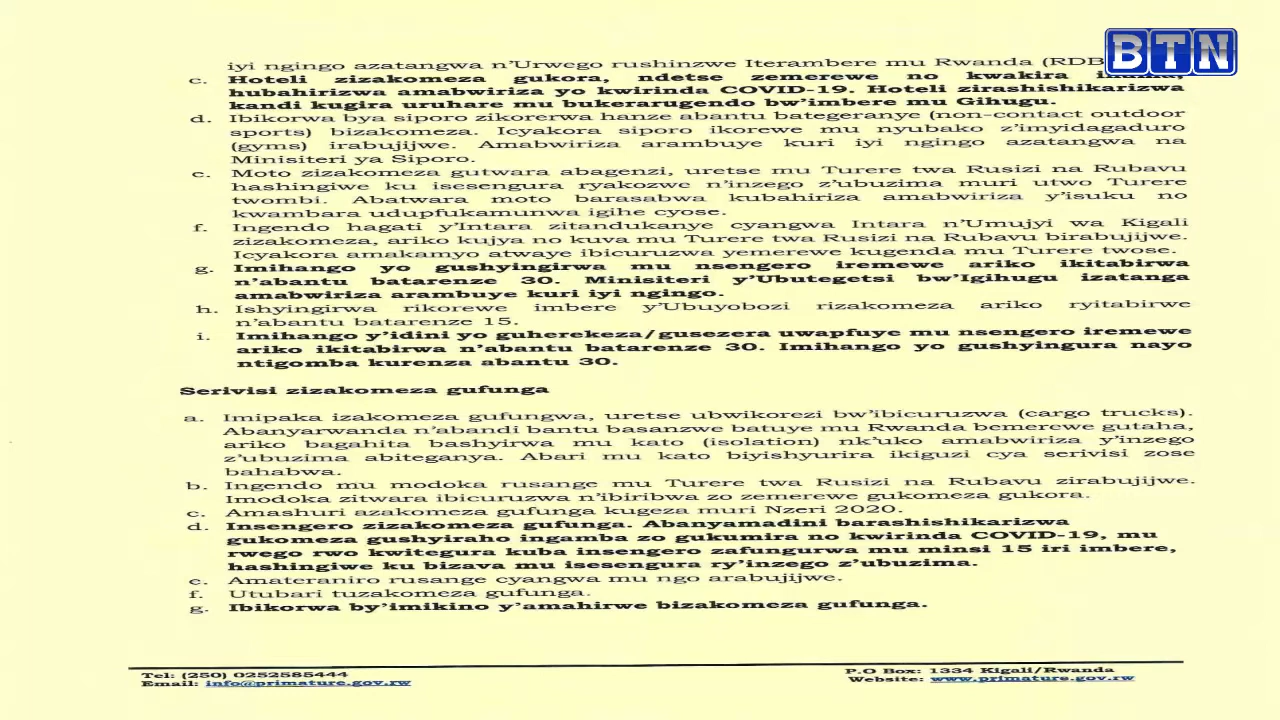 BTN
iyi ngingo azatangwa n'Urwego rushinzwe Iterambere mu Rwanda (RDB
c. Hoteli zizakomeza gukora, ndetse zemerewe no kwakira
hubahirizwa amabwiriza yo kwirinda COVID-19. Hoteli zirashishikarizwa
kandi kugira uruhare mu bukerarugendo bw'imbere mu Gihugu.
d. Ibikorwa bya siporo zikorerwa hanze abantu bategeranye (non-contact outdoor
sports) bizakomeza. Icyakora siporo ikorewe mu nyubako z'imyidagaduro
(gyms) irabujijwe. Amabwiriza arambuye kuri iyi ngingo azatangwa na
Minisiteri ya Siporo.
e. Moto zizakomeza gutwara abagenzi, uretse mu Turere twa Rusizi na Rubavu
hashingiwe ku isesengura ryakozwe n'inzego z'ubuzima muri utwo Turere
twombi. Abatwara moto barasabwa kubahiriza amabwiriza y'isuku no
kwambara udupfukamunwa igihe cyose.
f. Ingendo hagati y'Intara zitandukanye cyangwa Intara n'Umujyi wa Kigali
zizakomeza, ariko kujya no kuva mu Turere twa Rusizi na Rubavu birabujijwe.
Icyakora amakamyo atwaye ibicuruzwa yemerewe kugenda mu Turere twose.
g. Imihango yo gushyingirwa mu nsengero iremewe ariko ikitabirwa
n'abantu batarenze 30. Minisiteri y'Ubutegetsi bw'Igihugu izatanga
amabwiriza arambuye kuri iyi ngingo.
h. Ishyingirwa rikorewe imbere y'Ubuyobozi rizakomeza ariko ryitabirwe
n'abantu batarenze 15.
i. Imihango y'idini yo guherekeza/gusezera uwapfuye mu nsengero iremewe
ariko ikitabirwa n'abantu batarenze 30. Imihango yo gushyingura nayo
ntigomba kurenza abantu 30.
Serivisi zizakomeza gufunga
a. Imipaka izakomeza gufungwa, uretse ubwikorezi bw'ibicuruzwa (cargo trucks).
Abanyarwanda n'abandi bantu basanzwe batuye mu Rwanda bemerewe gutaha,
ariko bagahita bashyirwa mu kato (isolation) nk'uko amabwiriza y'inzego
z'ubuzima abiteganya. Abari mu kato biyishyurira ikiguzi cya serivisi zose
bahabwa.
b. Ingendo mu modoka rusange mu Turere twa Rusizi na Rubavu zirabujijwe.
Imodoka zitwara ibicuruzwa n'ibiribwa zo zemerewe gukomeza gukora.
c. Amashuri azakomeza gufunga kugeza muri Nzeri 2020.
d. Insengero zizakomeza gufunga. Abanyamadini barashishikarizwa
gukomeza gushyiraho ingamba zo gukumira no kwirinda COVID-19, mu
rwego rwo kwitegura kuba insengero zafungurwa mu minsi 15 iri imbere,
hashingiwe ku bizava mu isesengura ry'inzego z'ubuzima.
e. Amateraniro rusange cyangwa mu ngo arabujijwe.
f. Utubari tuzakomeza gufunga.
g. Ibikorwa by'imikino y'amahirwe bizakomeza gufunga.
Tel: (250) 0252585444
Email: info@primature.gov.rw
P.O Box: 1334 Kigali/Rwanda
Website: www.primature.gov.rw